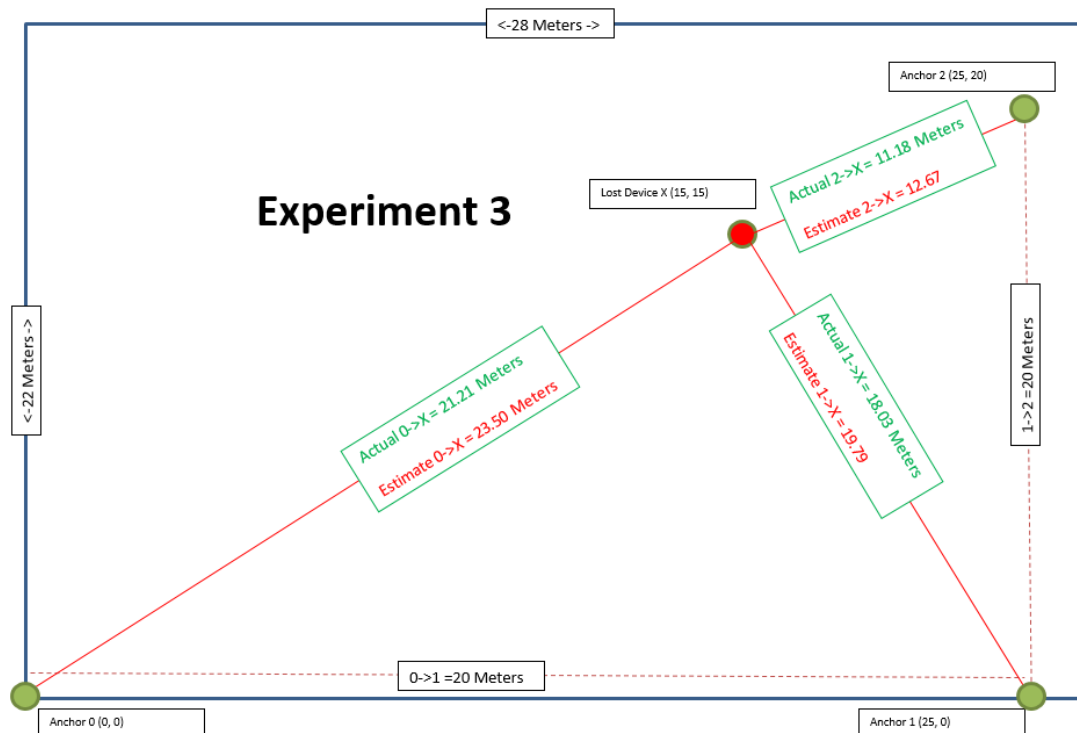 <-28 Meters ->
Anchor 2 (25, 20)
Actual 2->X = 11.18 Meters
Estimate 2->X = 12.67
Lost Device X (15, 15)
Experiment 3
<-22 Meters ->
Actual 0->X = 21.21 Meters
Estimate 0->X = 23.50 Meters
Actual 1->X = 18.03 Meters
Estimate 1->X = 19.79
1->2 =20 Meters
0->1 =20 Meters
Anchor 0 (0, 0)
Anchor 1 (25, 0)